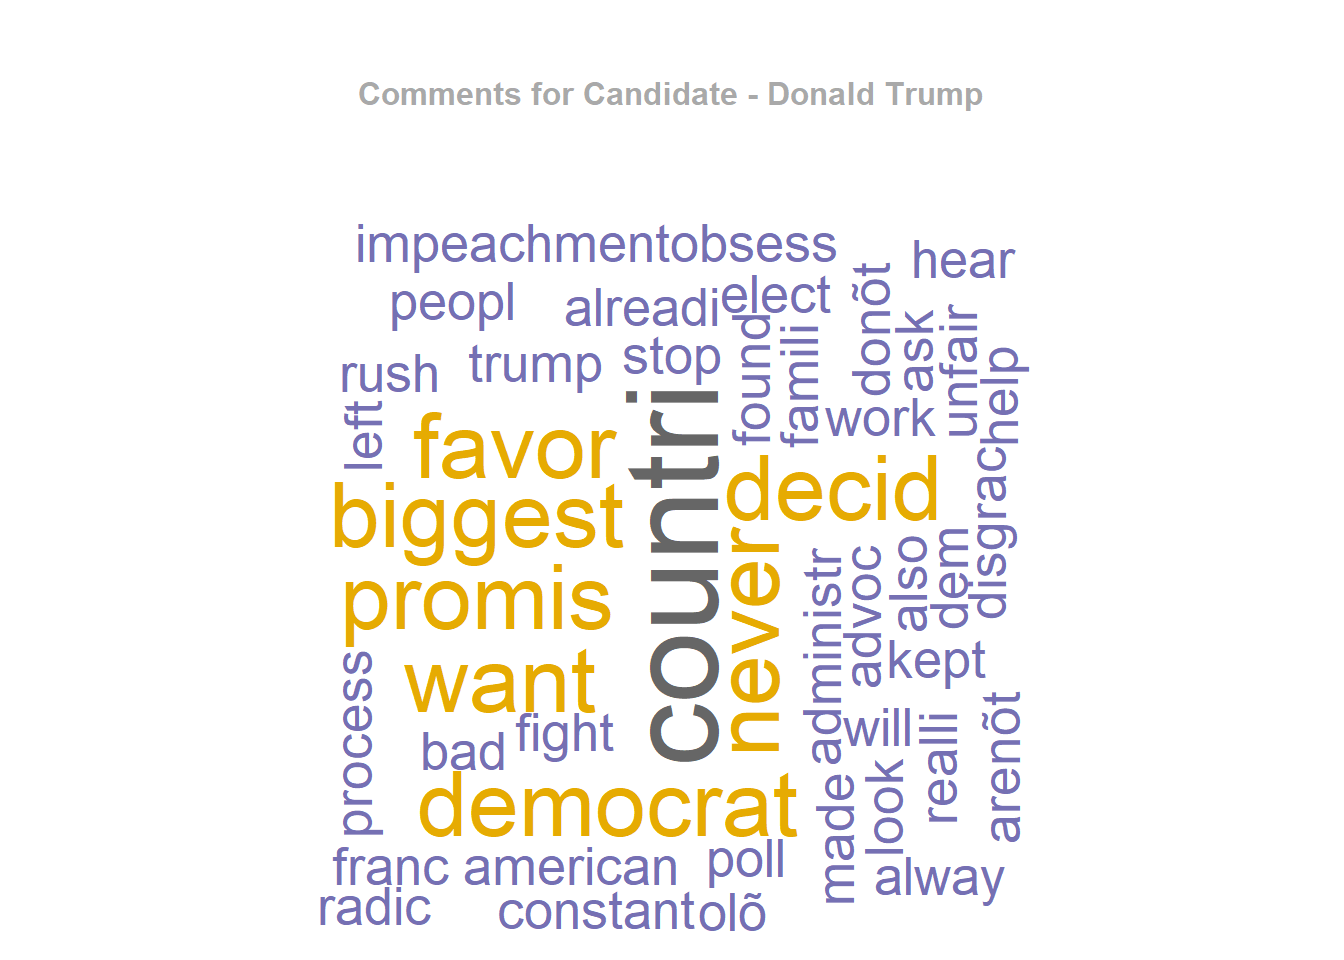 Comments for Candidate - Donald Trump
impeachmentobsess
hear
peopl
alreadi
elect
donõt
ask
unfair
help
rush
trump
stop
found
famili
work
left
favor
countri
decid
biggest
never
disgrac
promis
administr
advoc
also
dem
process
want
kept
fight
bad
will
realli
arenõt
democrat
made
look
franc
american
poll
alway
radic
constant
olõ